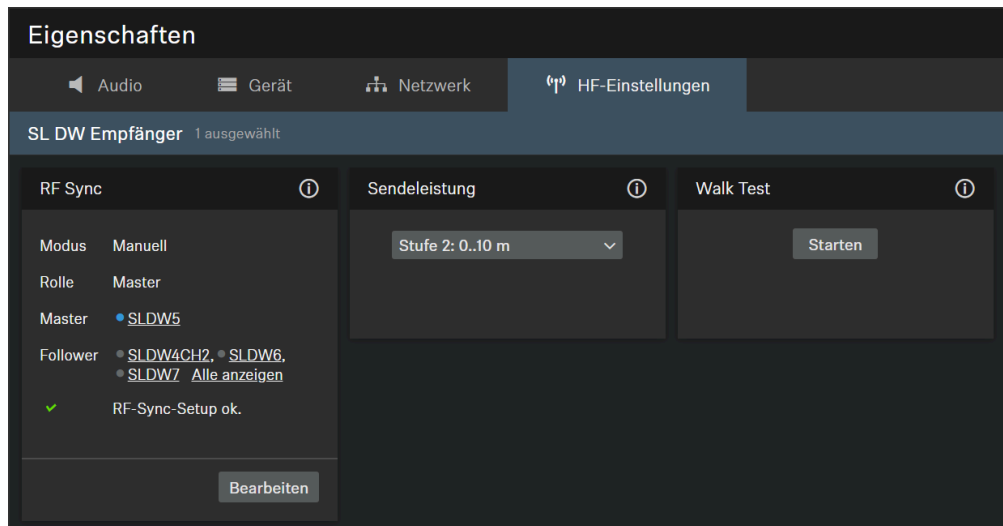 Eigenschaften
Audio Gerät Netzwerk HF-Einstellungen
SL DW Empfänger 1 ausgewählt
RF Sync
Modus Manuell
Rolle Master
Master SLDW5
Follower SLDW4CH2, SLDW6,
SLDW7 Alle anzeigen
RF-Sync-Setup ok.
Bearbeiten
Sendeleistung
Stufe 2: 0..10 m
Walk Test
Starten